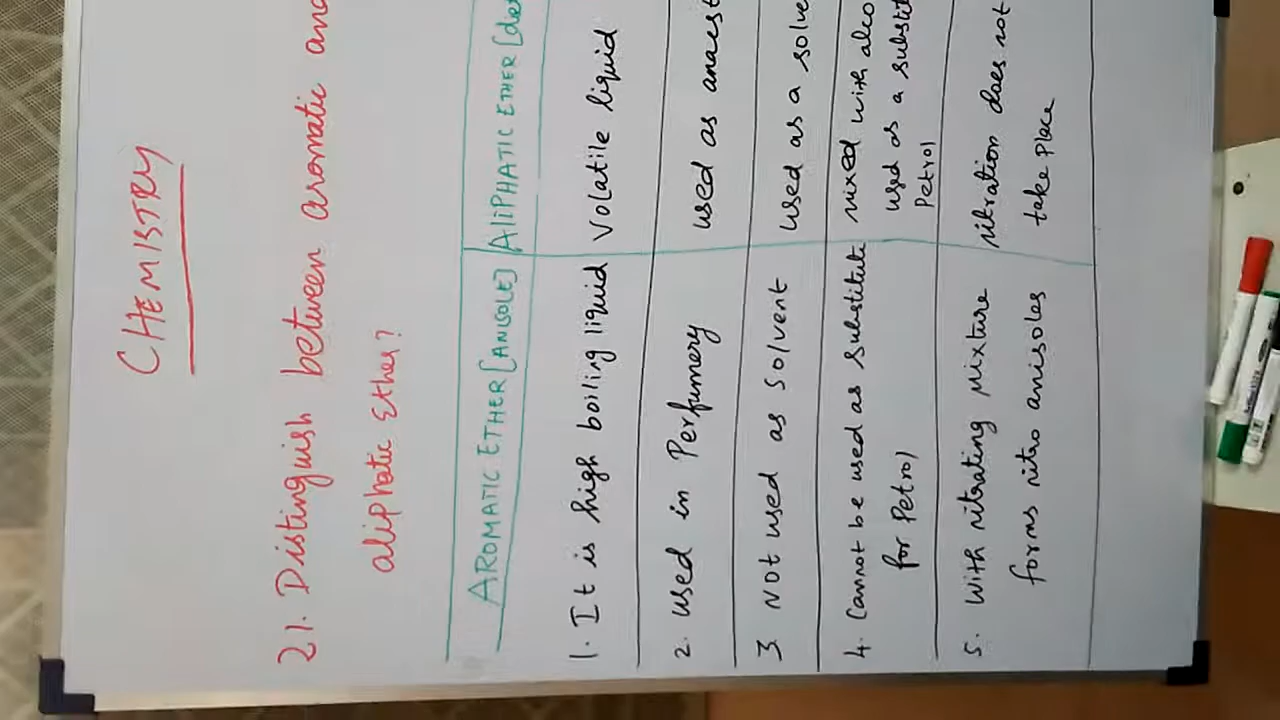 CHEMISTRY
21. Distinguish between aromatic and
aliphatic Ether?
AROMATIC ETHER [ANISOLE] ALIPHATIC ETHER
1. It is high boiling liquid volatile liquid
2. used in Perfumery used as
3 Not used as solvent used as a
4. Cannot be used as substitute mixed with
for Petrol used as a
Petrol
5. With nitrating mixture nitration does not
forms nitro anisoles take place